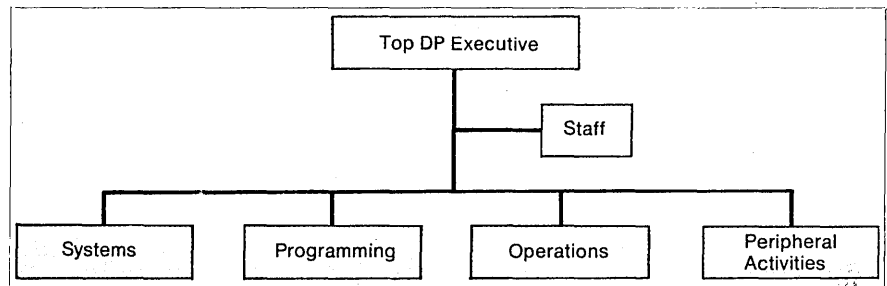 Top DP Executive
Staff
Systems
Programming
Operations
Peripheral
Activities